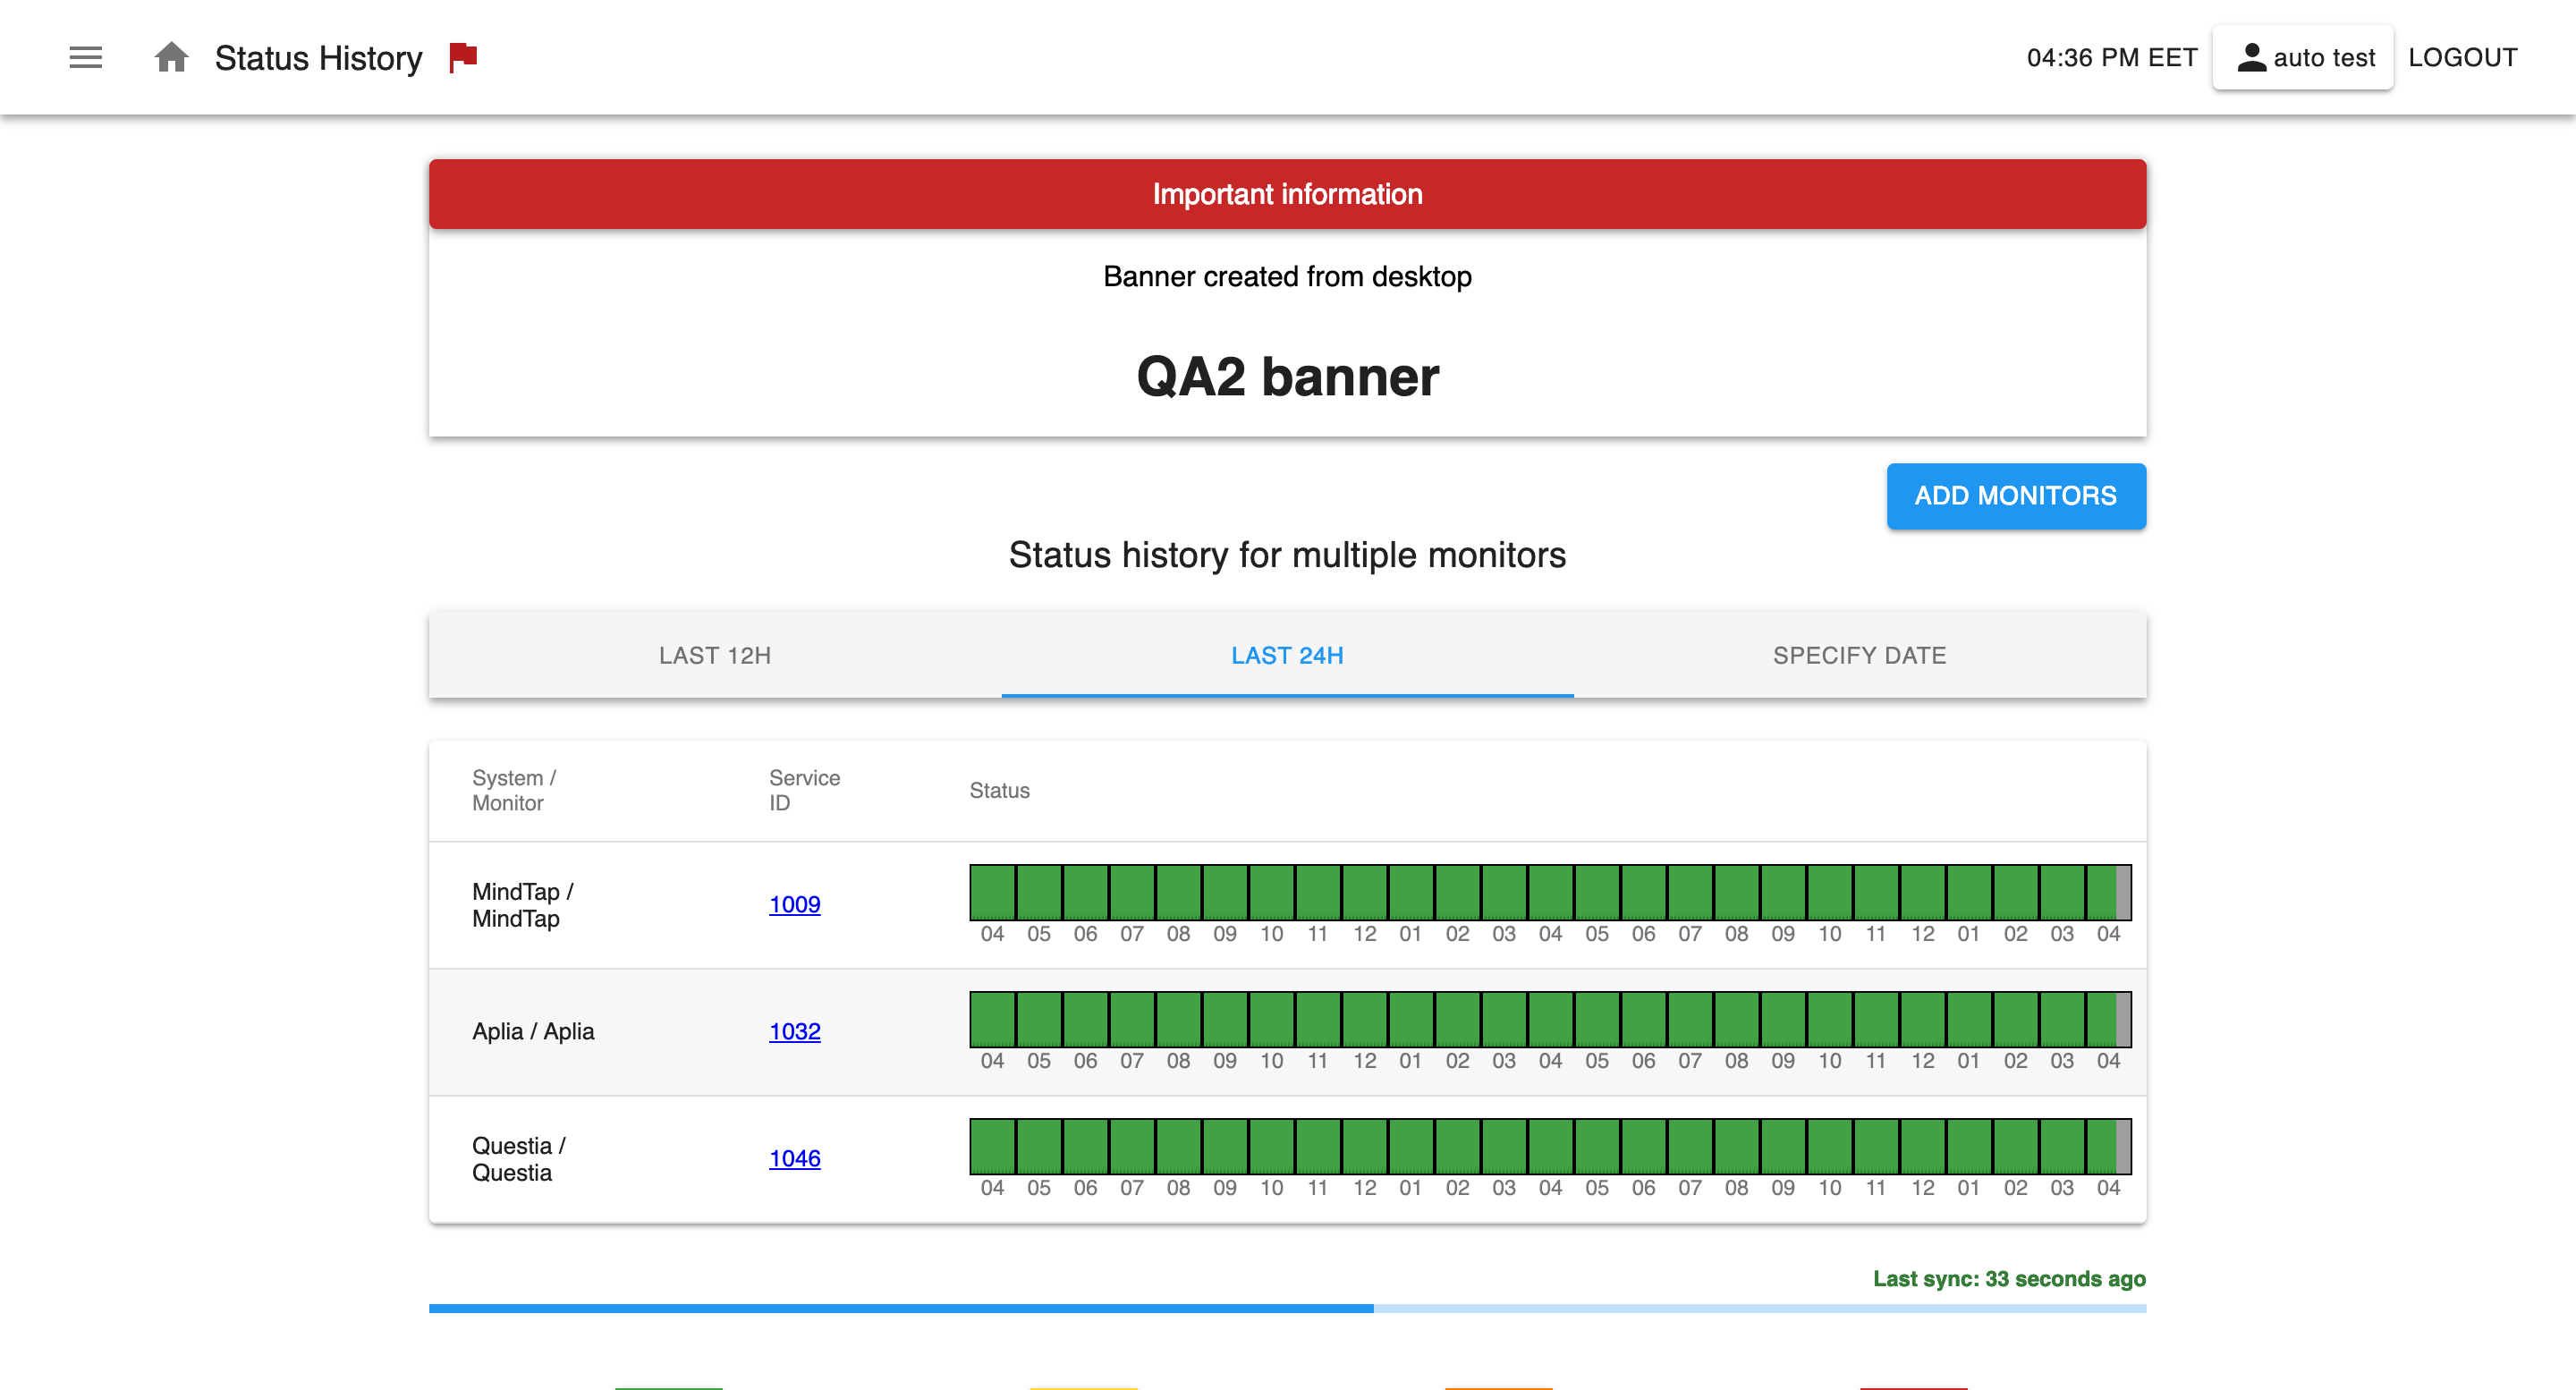 Status History
04:36 PM EET
auto test
LOGOUT
Important information
Banner created from desktop
QA2 banner
ADD MONITORS
Status history for multiple monitors
LAST 12H
LAST 24H
SPECIFY DATE
System /
Monitor
Service
ID
Status
MindTap /
MindTap
1009
04 05 06 07 08 09 10 11 12 01 02 03 04 05 06 07 08 09 10 11 12 01 02 03 04
Aplia / Aplia
1032
04 05 06 07 08 09 10 11 12 01 02 03 04 05 06 07 08 09 10 11 12 01 02 03 04
Questia /
Questia
1046
04 05 06 07 08 09 10 11 12 01 02 03 04 05 06 07 08 09 10 11 12 01 02 03 04
Last sync: 33 seconds ago